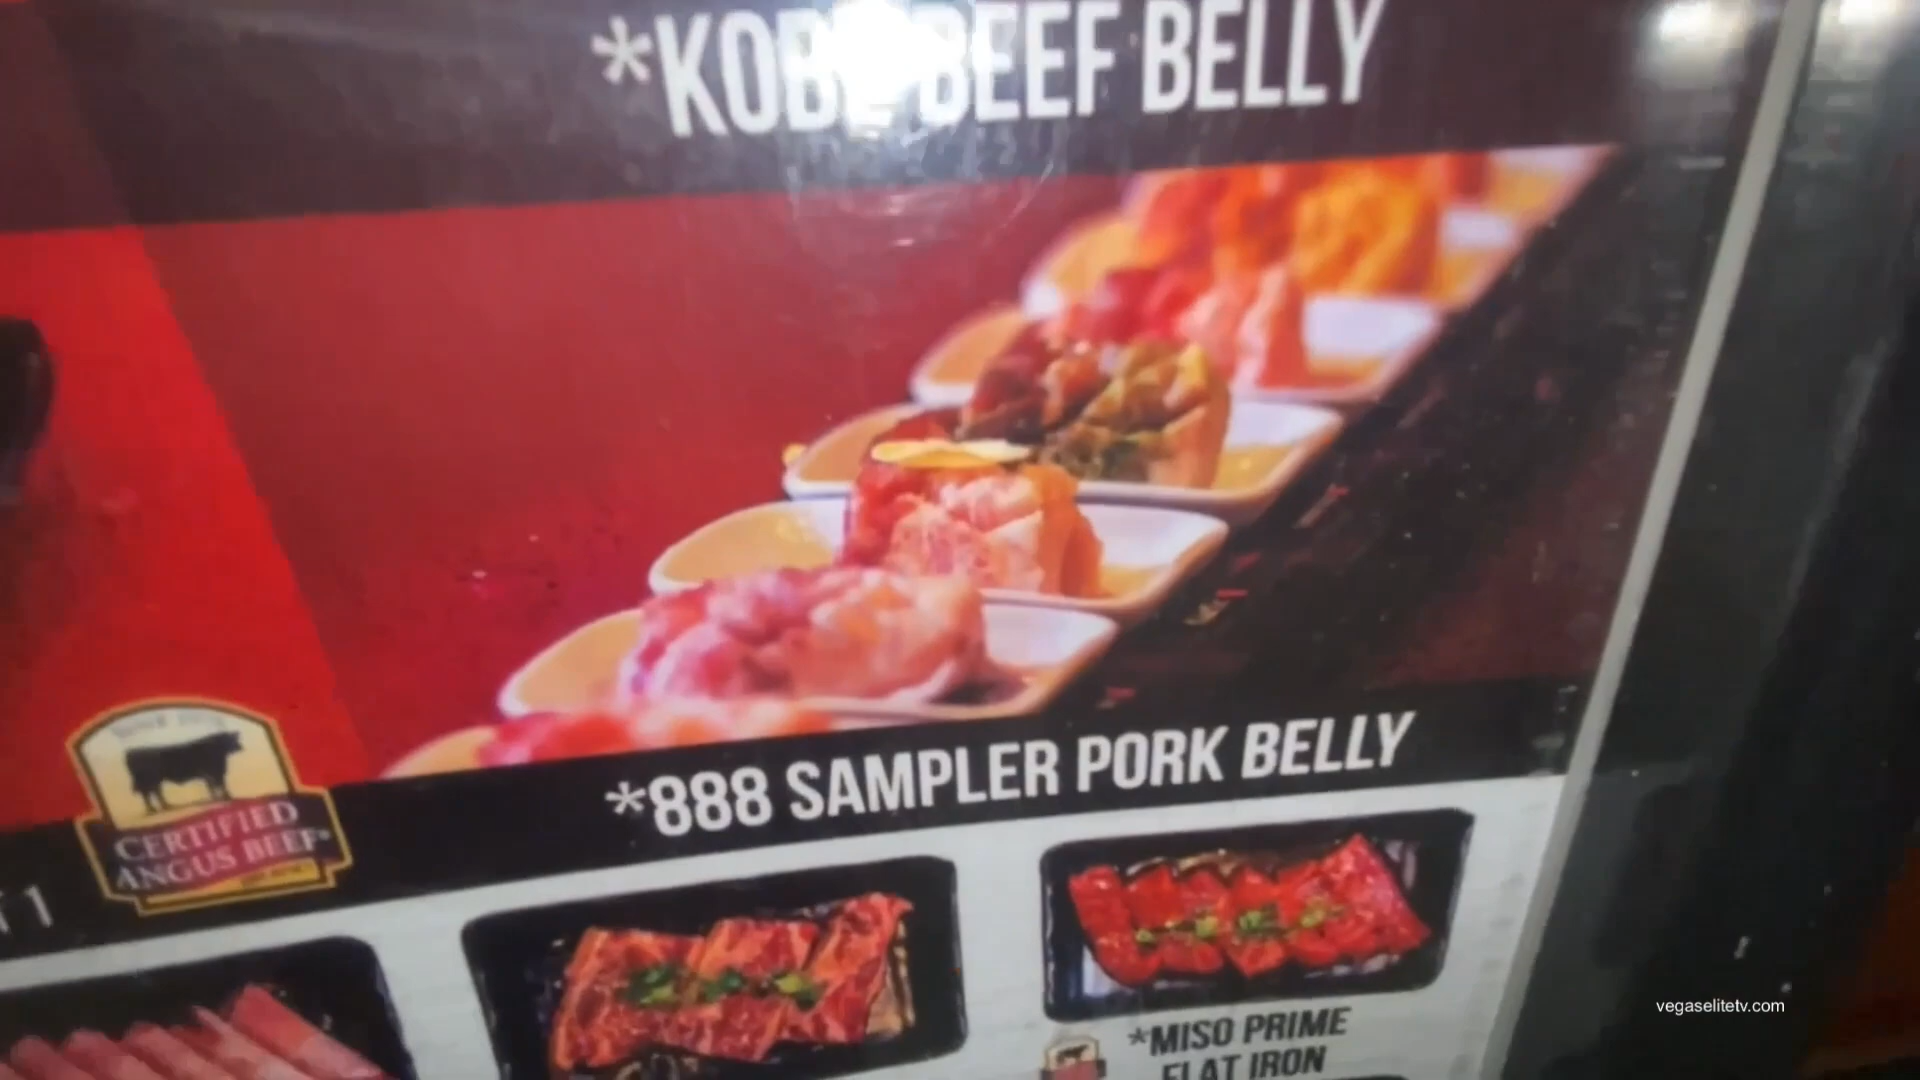 *KOBE BEEF BELLY
*888 SAMPLER PORK BELLY
CERTIFIED
ANGUS BEEF®
*MISO PRIME
FLAT IRON
vegaselitetv.com